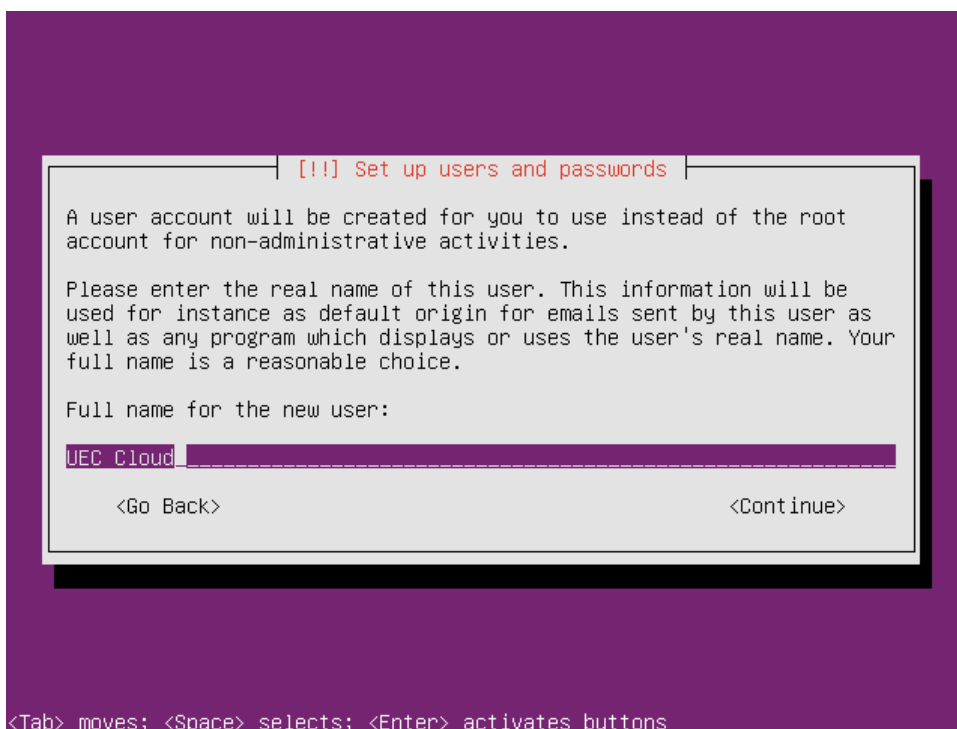 [!!] Set up users and passwords
A user account will be created for you to use instead of the root
account for non-administrative activities.
Please enter the real name of this user. This information will be
used for instance as default origin for emails sent by this user as
well as any program which displays or uses the user's real name. Your
full name is a reasonable choice.
Full name for the new user:
UEC Cloud
<Go Back> <Continue>
<Tab> moves; <Space> selects; <Enter> activates buttons